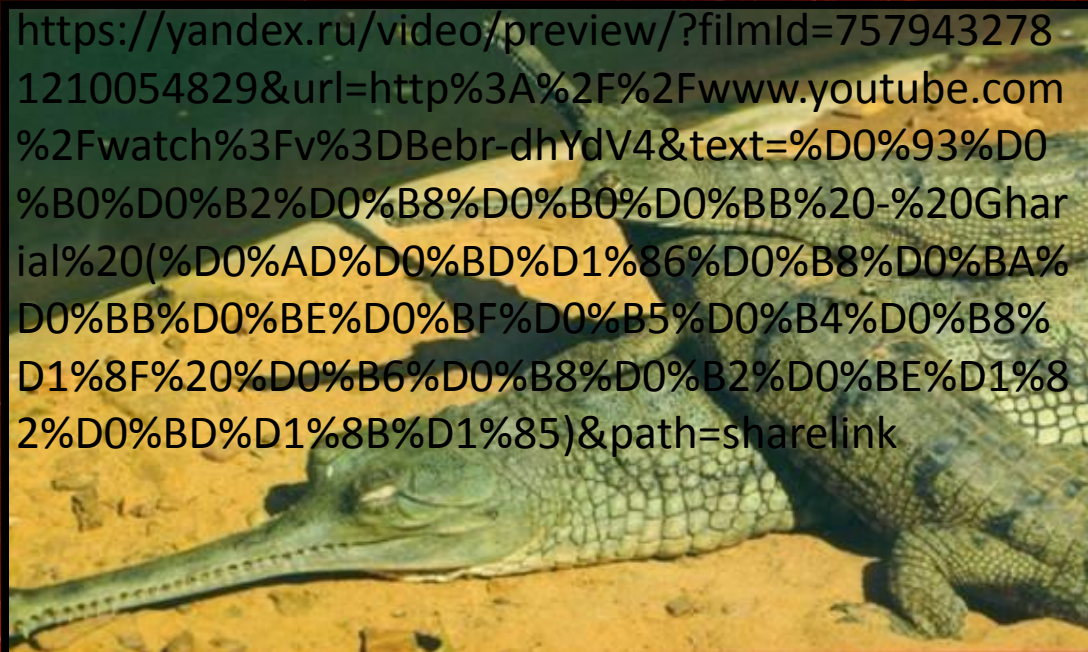 https://yandex.ru/video/preview/?filmId=757943278
1210054829&url=http%3A%2F%2Fwww.youtube.com
%2Fwatch%3Fv%3DBebr-dhYdV4&text=%D0%93%D0
%B0%D0%B2%D0%B8%D0%B0%D0%BB%20-%20Ghar
ial%20(%D0%AD%D0%BD%D1%86%D0%B8%D0%BA%
D0%BB%D0%BE%D0%BF%D0%B5%D0%B4%D0%B8%
D1%8F%20%D0%B6%D0%B8%D0%B2%D0%BE%D1%8
2%D0%BD%D1%8B%D1%85)&path=sharelink